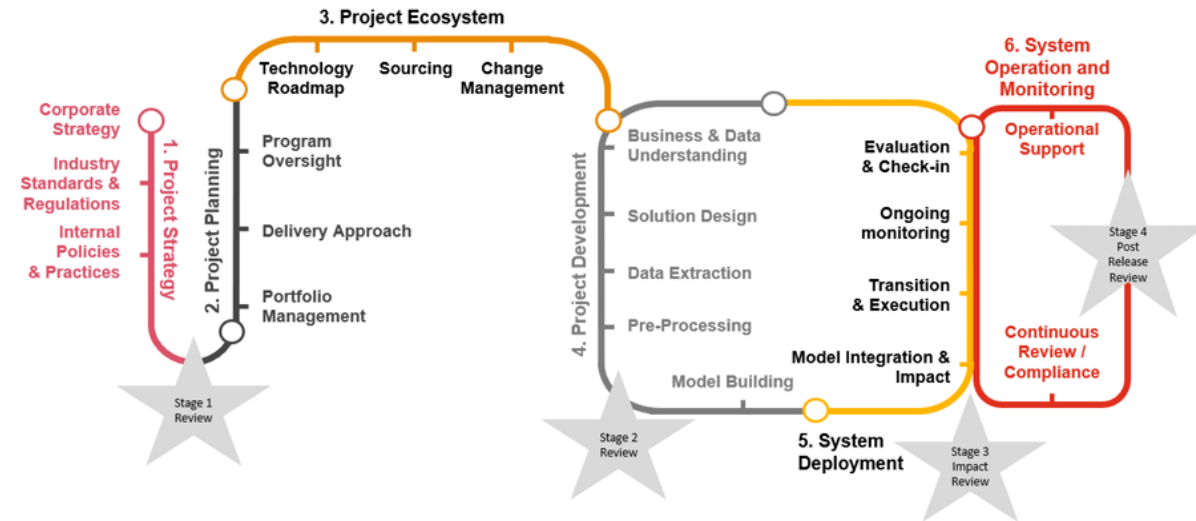 3. Project Ecosystem
Technology
Roadmap
Sourcing
Change
Management
1. Project Strategy
Corporate
Strategy
Industry
Standards &
Regulations
Internal
Policies
& Practices
Stage 1
Review
2. Project Planning
Program
Oversight
Delivery Approach
Portfolio
Management
4. Project Development
Business & Data
Understanding
Solution Design
Data Extraction
Pre-Processing
Model Building
Stage 2
Review
Evaluation
& Check-in
Ongoing
monitoring
Transition
& Execution
Model Integration &
Impact
5. System
Deployment
Stage 3
Impact
Review
6. System
Operation and
Monitoring
Operational
Support
Stage 4
Post
Release
Review
Continuous
Review /
Compliance